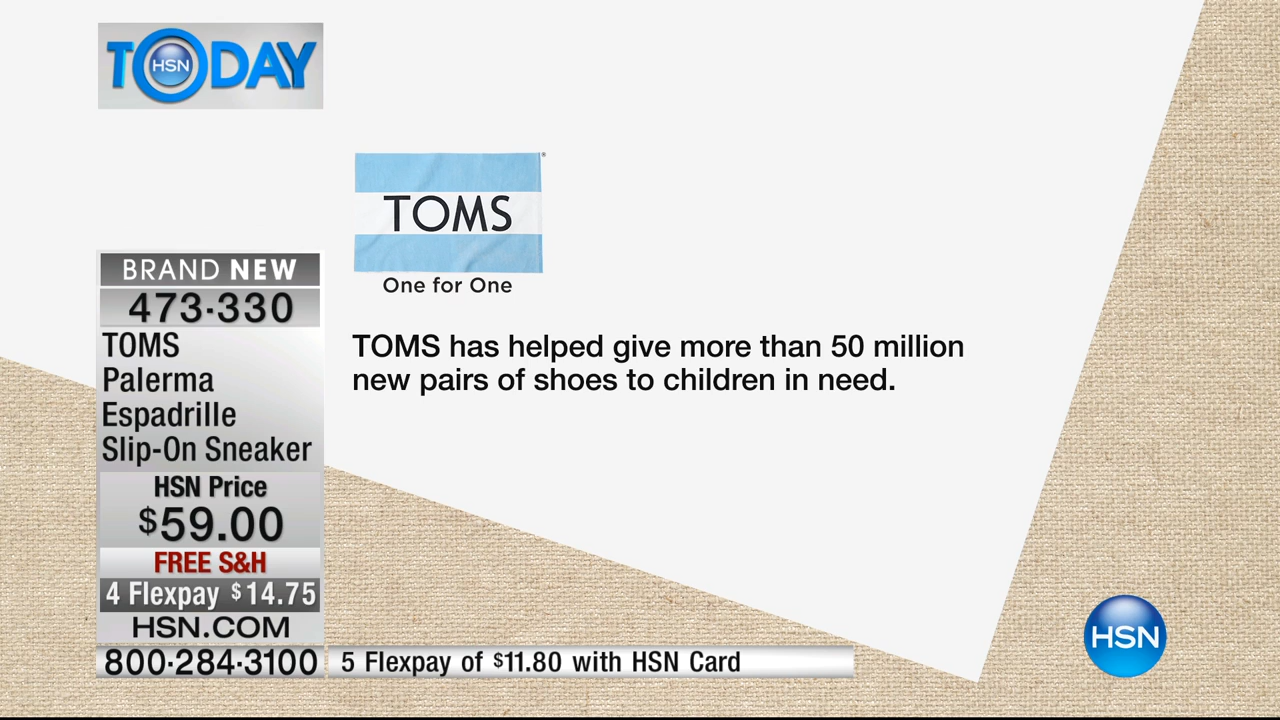 TODAY
HSN
TOMS
One for One
TOMS has helped give more than 50 million
new pairs of shoes to children in need.
BRAND NEW
473·330
TOMS
Palerma
Espadrille
Slip-On Sneaker
HSN Price
$59.00
FREE S&H
4 Flexpay $14.75
HSN.COM
800·284·3100
5 Flexpay of $11.80 with HSN Card
HSN